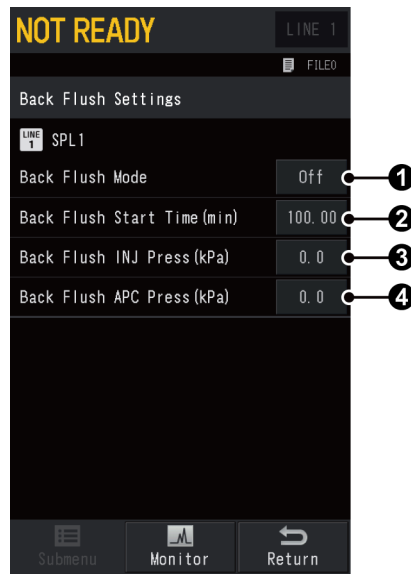 NOT READY LINE 1
FILE0
Back Flush Settings
LINE 1 SPL1
Back Flush Mode Off 1
Back Flush Start Time(min) 100.00 2
Back Flush INJ Press(kPa) 0.0 3
Back Flush APC Press(kPa) 0.0 4
Submenu Monitor Return